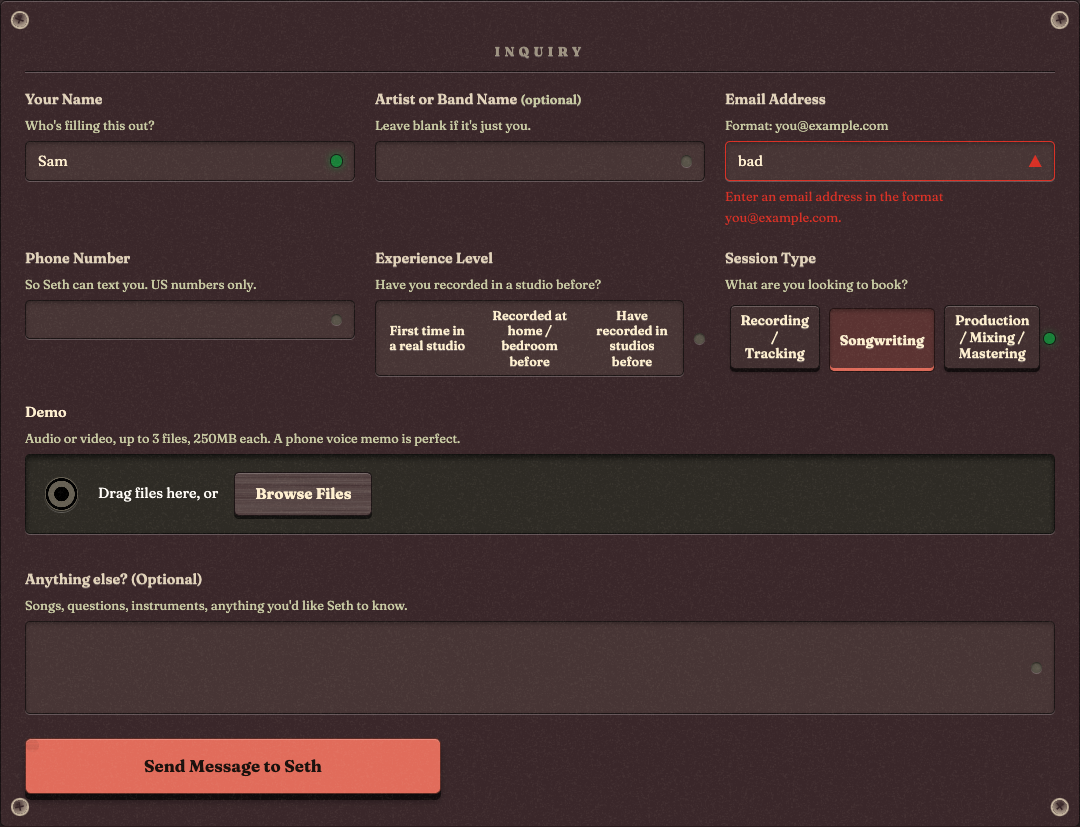 INQUIRY
Your Name
Who's filling this out?
Sam
Artist or Band Name (optional)
Leave blank if it's just you.
Email Address
Format: you@example.com
bad
Enter an email address in the format
you@example.com.
Phone Number
So Seth can text you. US numbers only.
Experience Level
Have you recorded in a studio before?
First time in
a real studio
Recorded at
home /
bedroom
before
Have
recorded in
studios
before
Session Type
What are you looking to book?
Recording
/
Tracking
Songwriting
Production
/ Mixing /
Mastering
Demo
Audio or video, up to 3 files, 250MB each. A phone voice memo is perfect.
Drag files here, or
Browse Files
Anything else? (Optional)
Songs, questions, instruments, anything you'd like Seth to know.
Send Message to Seth